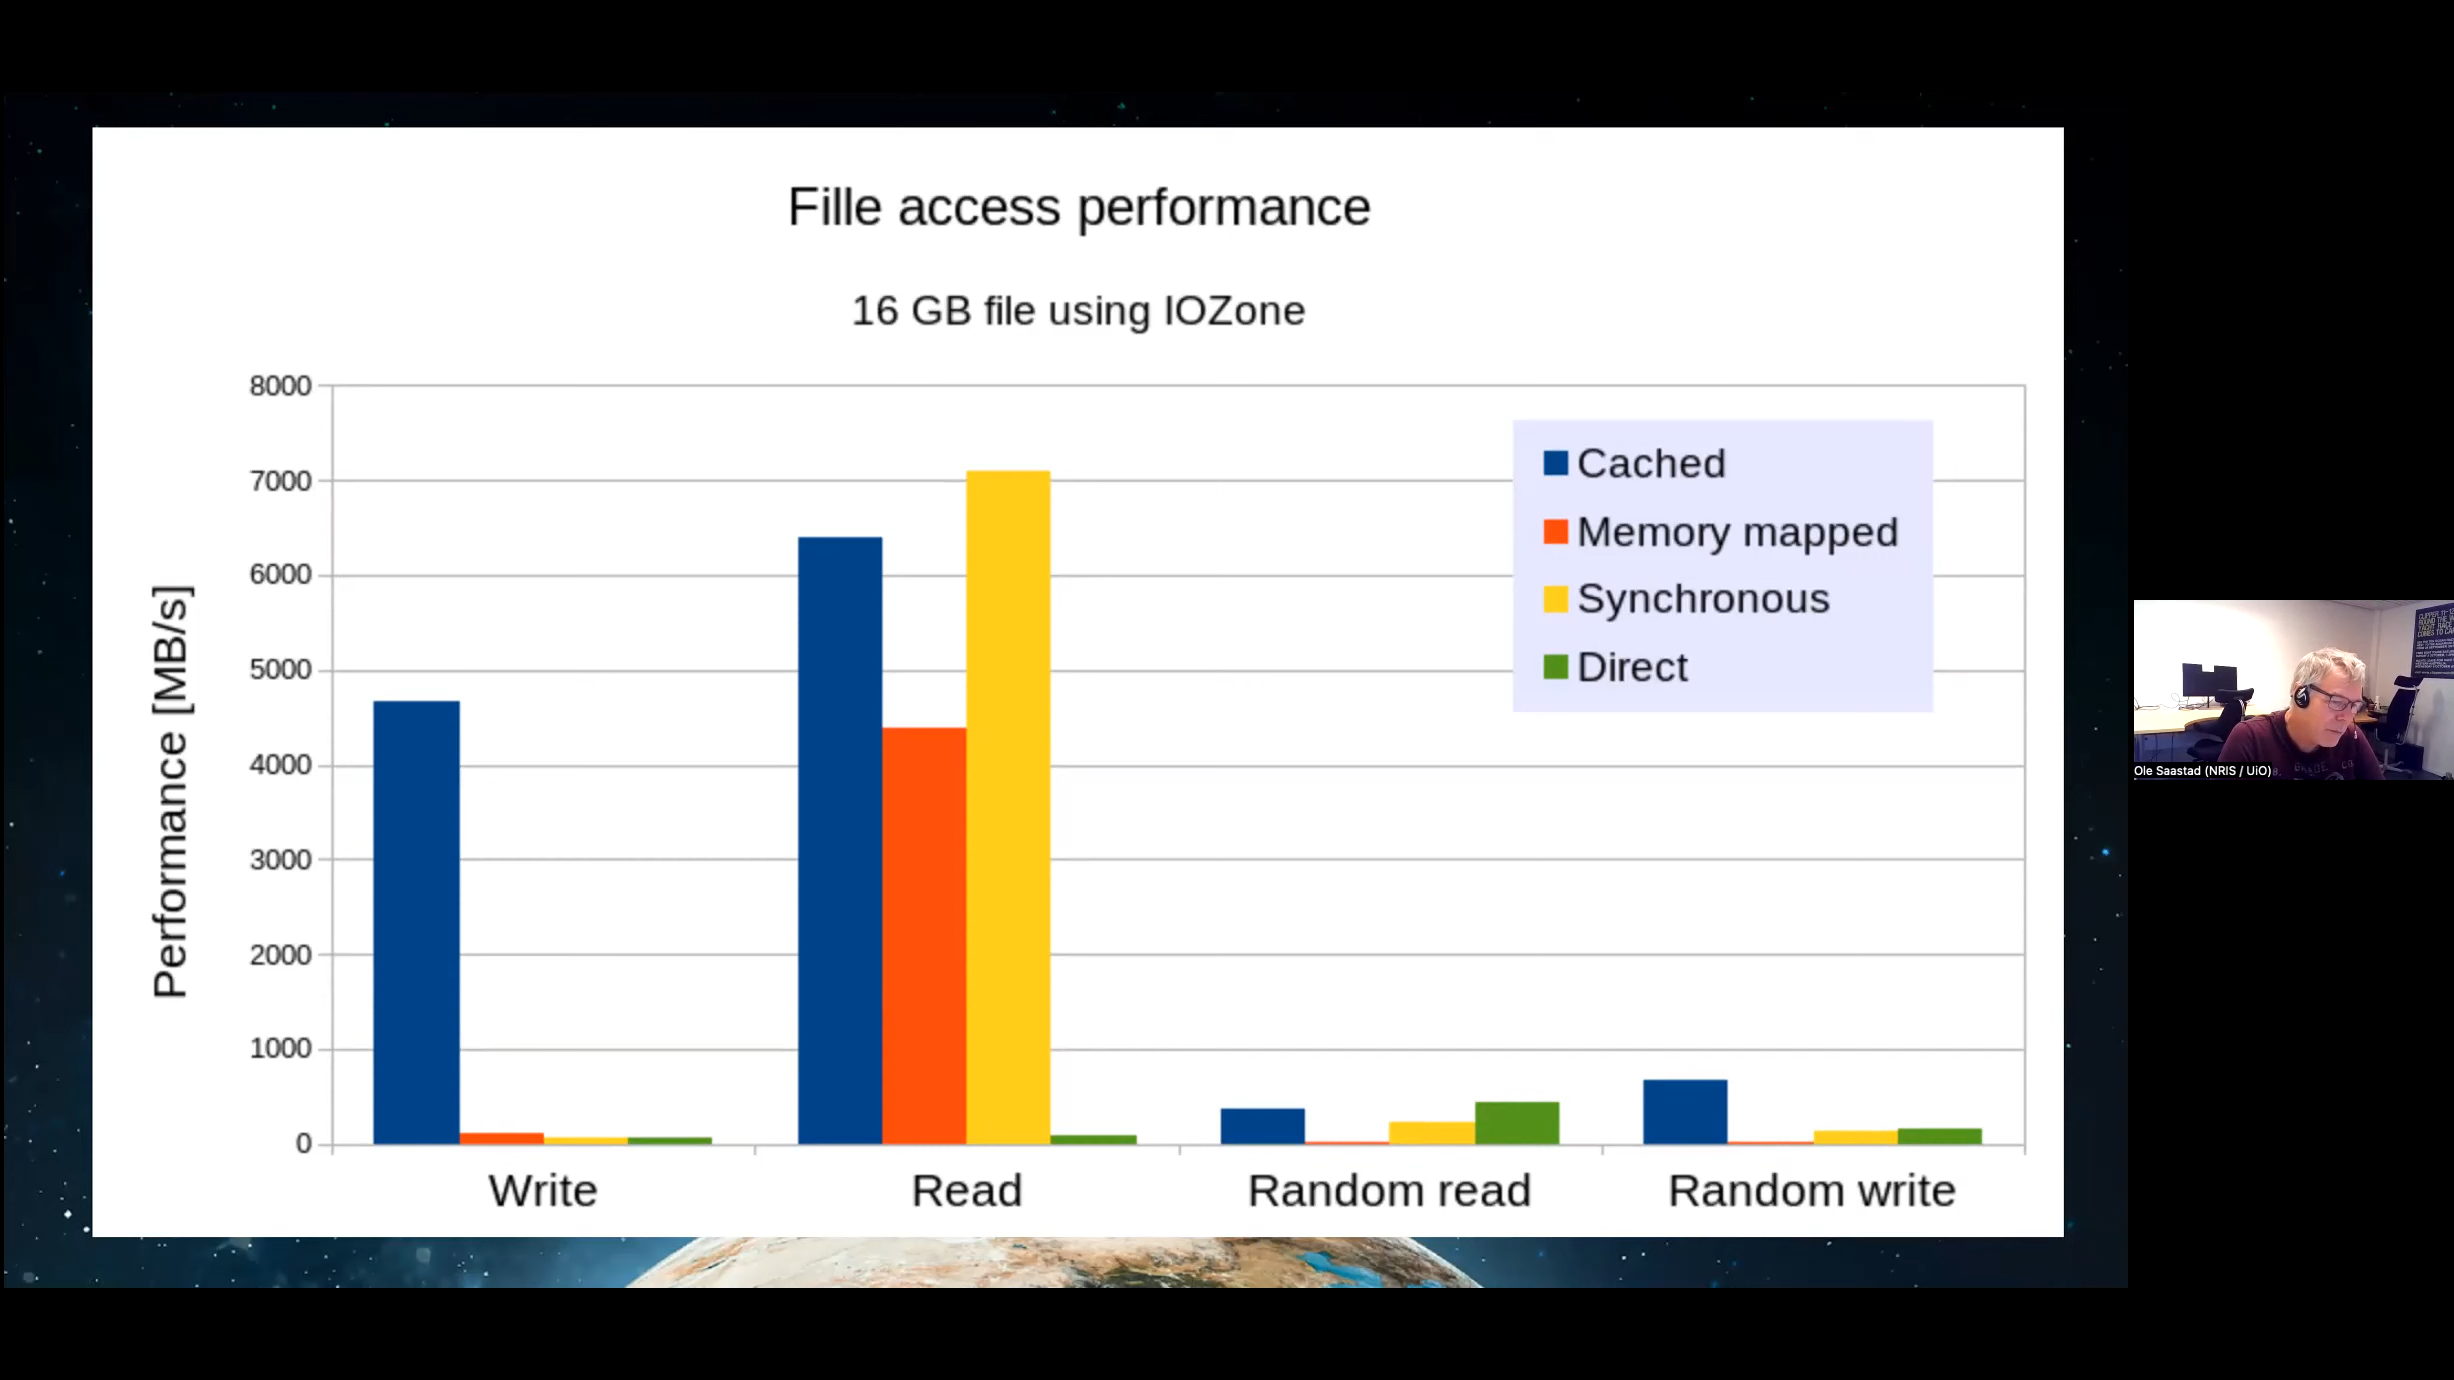 Fille access performance
16 GB file using IOZone
8000
7000
6000
5000
4000
3000
2000
1000
0
Performance [MB/s]
Cached
Memory mapped
Synchronous
Direct
Write
Read
Random read
Random write
Ole Saastad (NRIS / UiO)